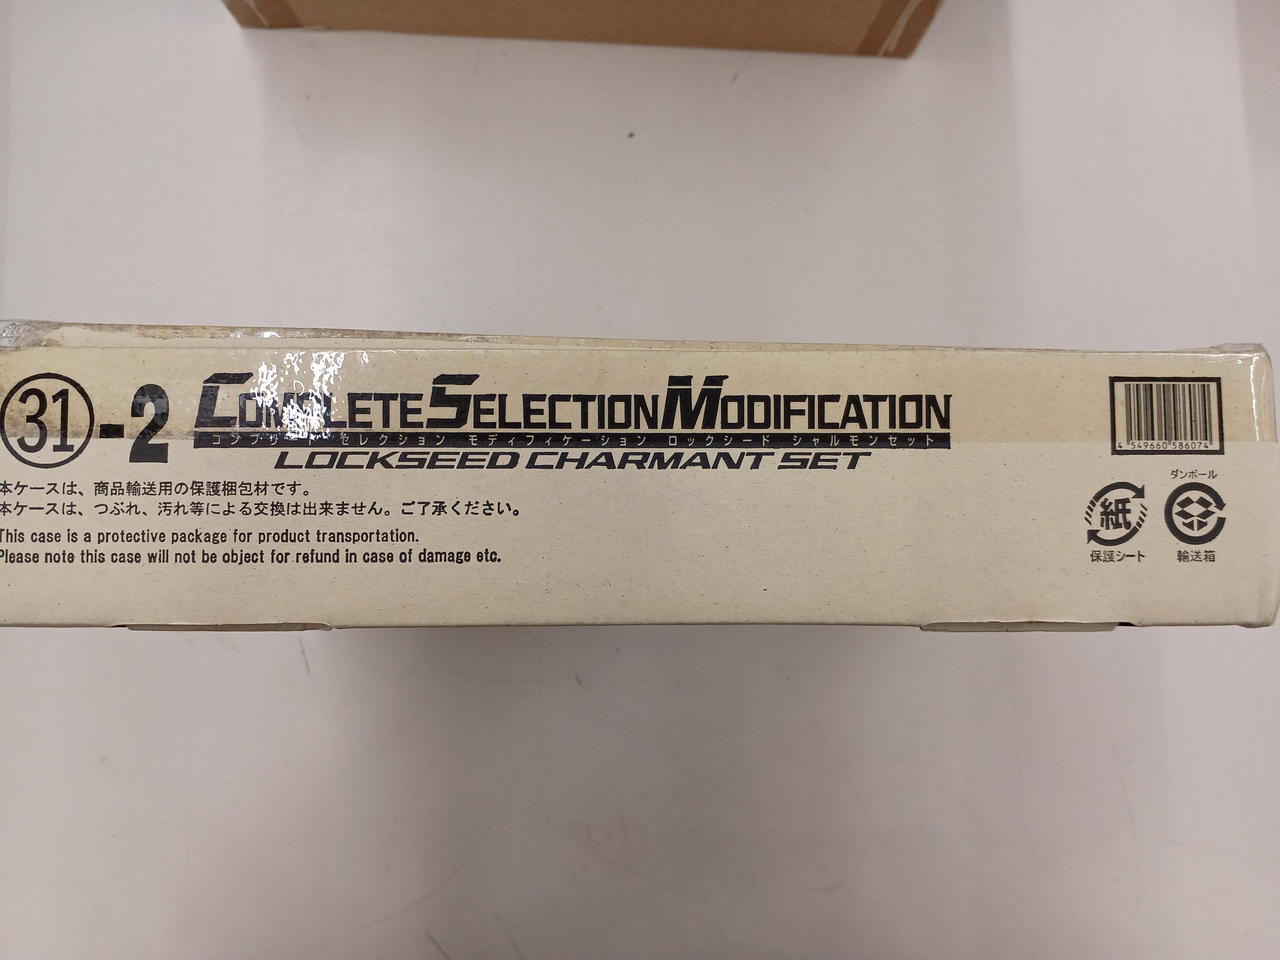 ㉛-2 COMPLETE SELECTION MODIFICATION
コンプリート セレクション モディフィケーション ロックシード シャルモンセット
LOCKSEED CHARMANT SET
本ケースは、商品輸送用の保護梱包材です。
本ケースは、つぶれ、汚れ等による交換は出来ません。ご了承ください。
This case is a protective package for product transportation.
Please note this case will not be object for refund in case of damage etc.
4 549660 586074
ダンボール
紙
保護シート
輸送箱